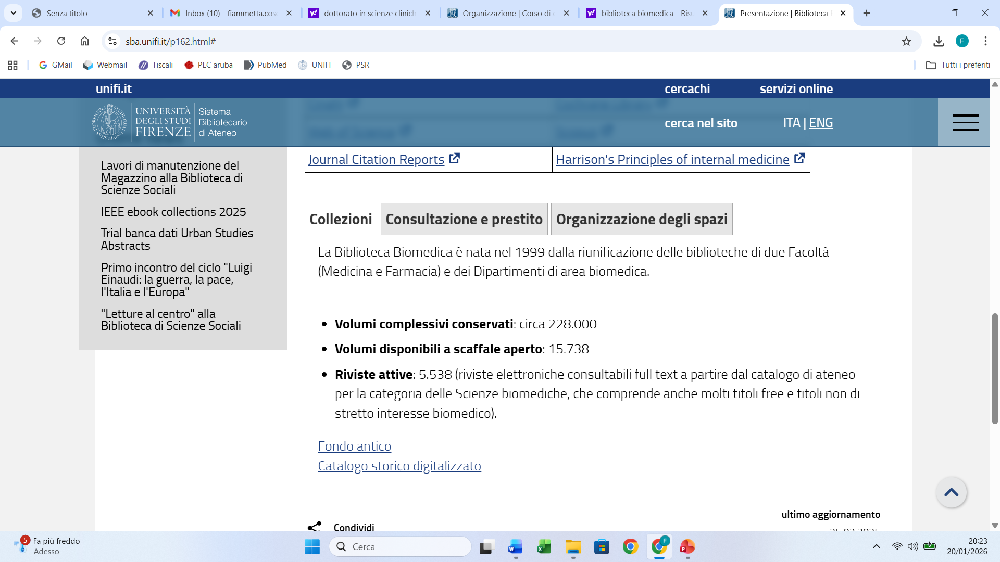 Senza titolo
Inbox (10) - fiammetta.cos
dottorato in scienze clinich
Organizzazione | Corso di
biblioteca biomedica - Ris
Presentazione | Biblioteca
sba.unifi.it/p162.html#
F
GMail
Webmail
Tiscali
PEC aruba
PubMed
UNIFI
PSR
Tutti i preferiti
unifi.it
cercachi
servizi online
UNIVERSITÀ
DEGLI STUDI
FIRENZE
Sistema
Bibliotecario
di Ateneo
cerca nel sito
ITA | ENG
Lavori di manutenzione del
Magazzino alla Biblioteca di
Scienze Sociali
IEEE ebook collections 2025
Trial banca dati Urban Studies
Abstracts
Primo incontro del ciclo "Luigi
Einaudi: la guerra, la pace,
l'Italia e l'Europa"
"Letture al centro" alla
Biblioteca di Scienze Sociali
Journal Citation Reports
Harrison's Principles of internal medicine
Collezioni
Consultazione e prestito
Organizzazione degli spazi
La Biblioteca Biomedica è nata nel 1999 dalla riunificazione delle biblioteche di due Facoltà
(Medicina e Farmacia) e dei Dipartimenti di area biomedica.
• Volumi complessivi conservati: circa 228.000
• Volumi disponibili a scaffale aperto: 15.738
• Riviste attive: 5.538 (riviste elettroniche consultabili full text a partire dal catalogo di ateneo
per la categoria delle Scienze biomediche, che comprende anche molti titoli free e titoli non di
stretto interesse biomedico).
Fondo antico
Catalogo storico digitalizzato
ultimo aggiornamento
Condividi
5
Fa più freddo
Adesso
Cerca
20:23
20/01/2026